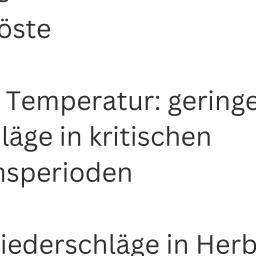 öste
Temperatur: geringe
läge in kritischen
nsperioden
iederschläge in Herb